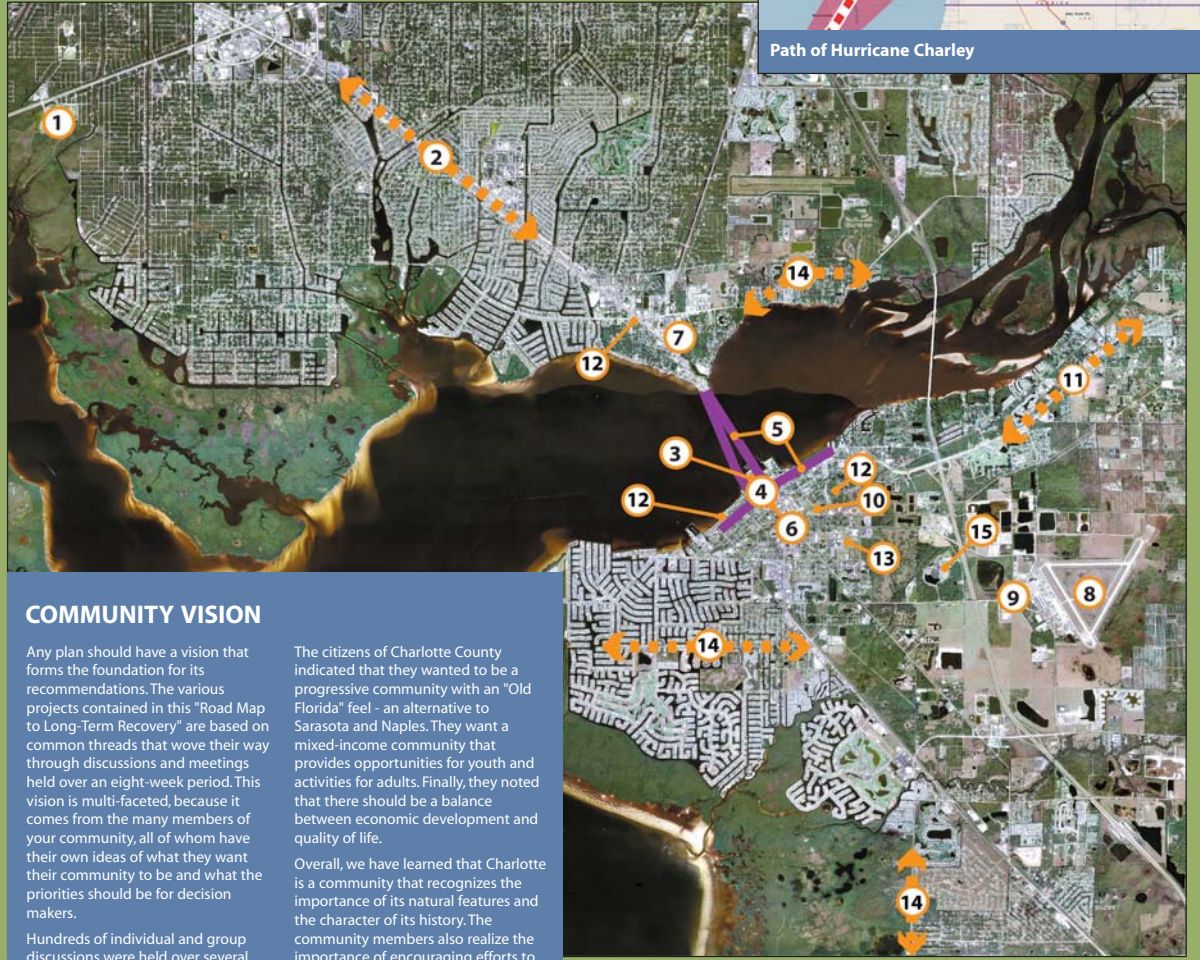 Path of Hurricane Charley
1
2
14
12
7
11
5
3
12
4
10
12
6
15
13
9
8
14
14
COMMUNITY VISION
Any plan should have a vision that
forms the foundation for its
recommendations. The various
projects contained in this "Road Map
to Long-Term Recovery" are based on
common threads that wove their way
through discussions and meetings
held over an eight-week period. This
vision is multi-faceted, because it
comes from the many members of
your community, all of whom have
their own ideas of what they want
their community to be and what the
priorities should be for decision
makers.
Hundreds of individual and group
discussions were held over several
The citizens of Charlotte County
indicated that they wanted to be a
progressive community with an "Old
Florida" feel - an alternative to
Sarasota and Naples. They want a
mixed-income community that
provides opportunities for youth and
activities for adults. Finally, they noted
that there should be a balance
between economic development and
quality of life.
Overall, we have learned that Charlotte
is a community that recognizes the
importance of its natural features and
the character of its history. The
community members also realize the
importance of encouraging efforts to